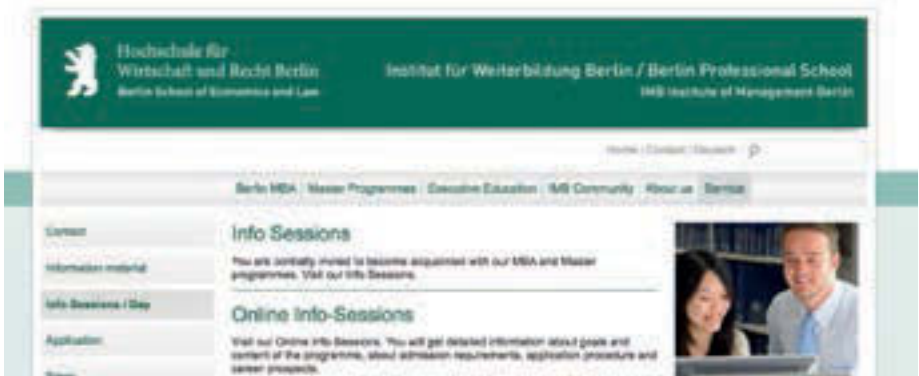 Hochschule für
Wirtschaft und Recht Berlin
Berlin School of Economics and Law
Institut für Weiterbildung Berlin / Berlin Professional School
IMB Institute of Management Berlin
Home | Contact | Deutsch
Berlin MBA | Master Programmes | Executive Education | IMB Community | About us | Service
Contact
Information material
Info Sessions / Day
Application
Info Sessions
You are cordially invited to become acquainted with our MBA and Master
programmes. Visit our Info Sessions.
Online Info-Sessions
Visit our Online Info Sessions. You will get detailed information about goals and
content of the programme, about admission requirements, application procedure and
career prospects.